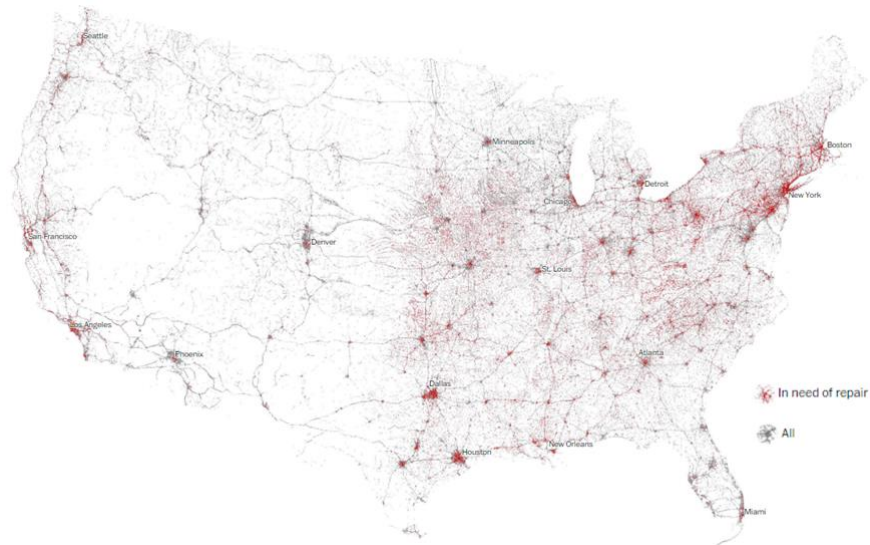 Seattle
Minneapolis
Boston
Detroit
New York
Chicago
San Francisco
Denver
St. Louis
Los Angeles
Phoenix
Atlanta
Dallas
In need of repair
All
New Orleans
Houston
Miami